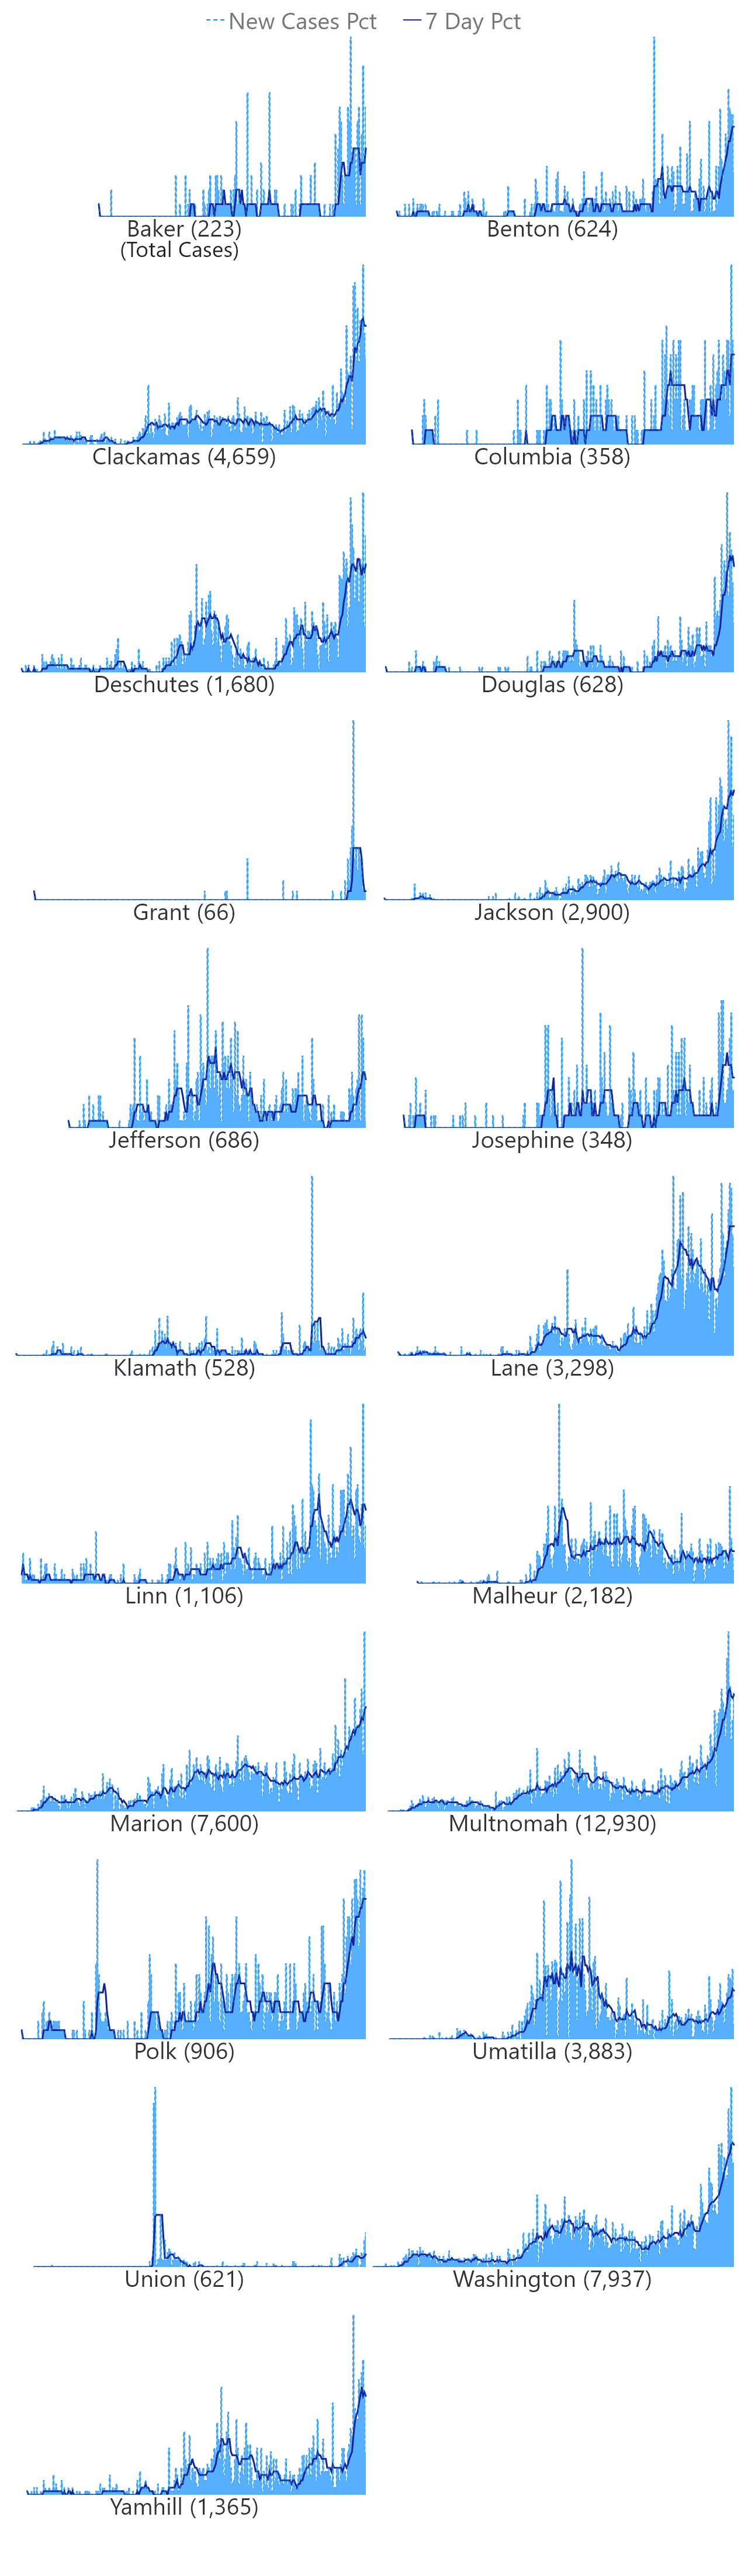 New Cases Pct 7 Day Pct
Baker (223) Benton (624)
(Total Cases)
Clackamas (4,659) Columbia (358)
Deschutes (1,680) Douglas (628)
Grant (66) Jackson (2,900)
Jefferson (686) Josephine (348)
Klamath (528) Lane (3,298)
Linn (1,106) Malheur (2,182)
Marion (7,600) Multnomah (12,930)
Polk (906) Umatilla (3,883)
Union (621) Washington (7,937)
Yamhill (1,365)